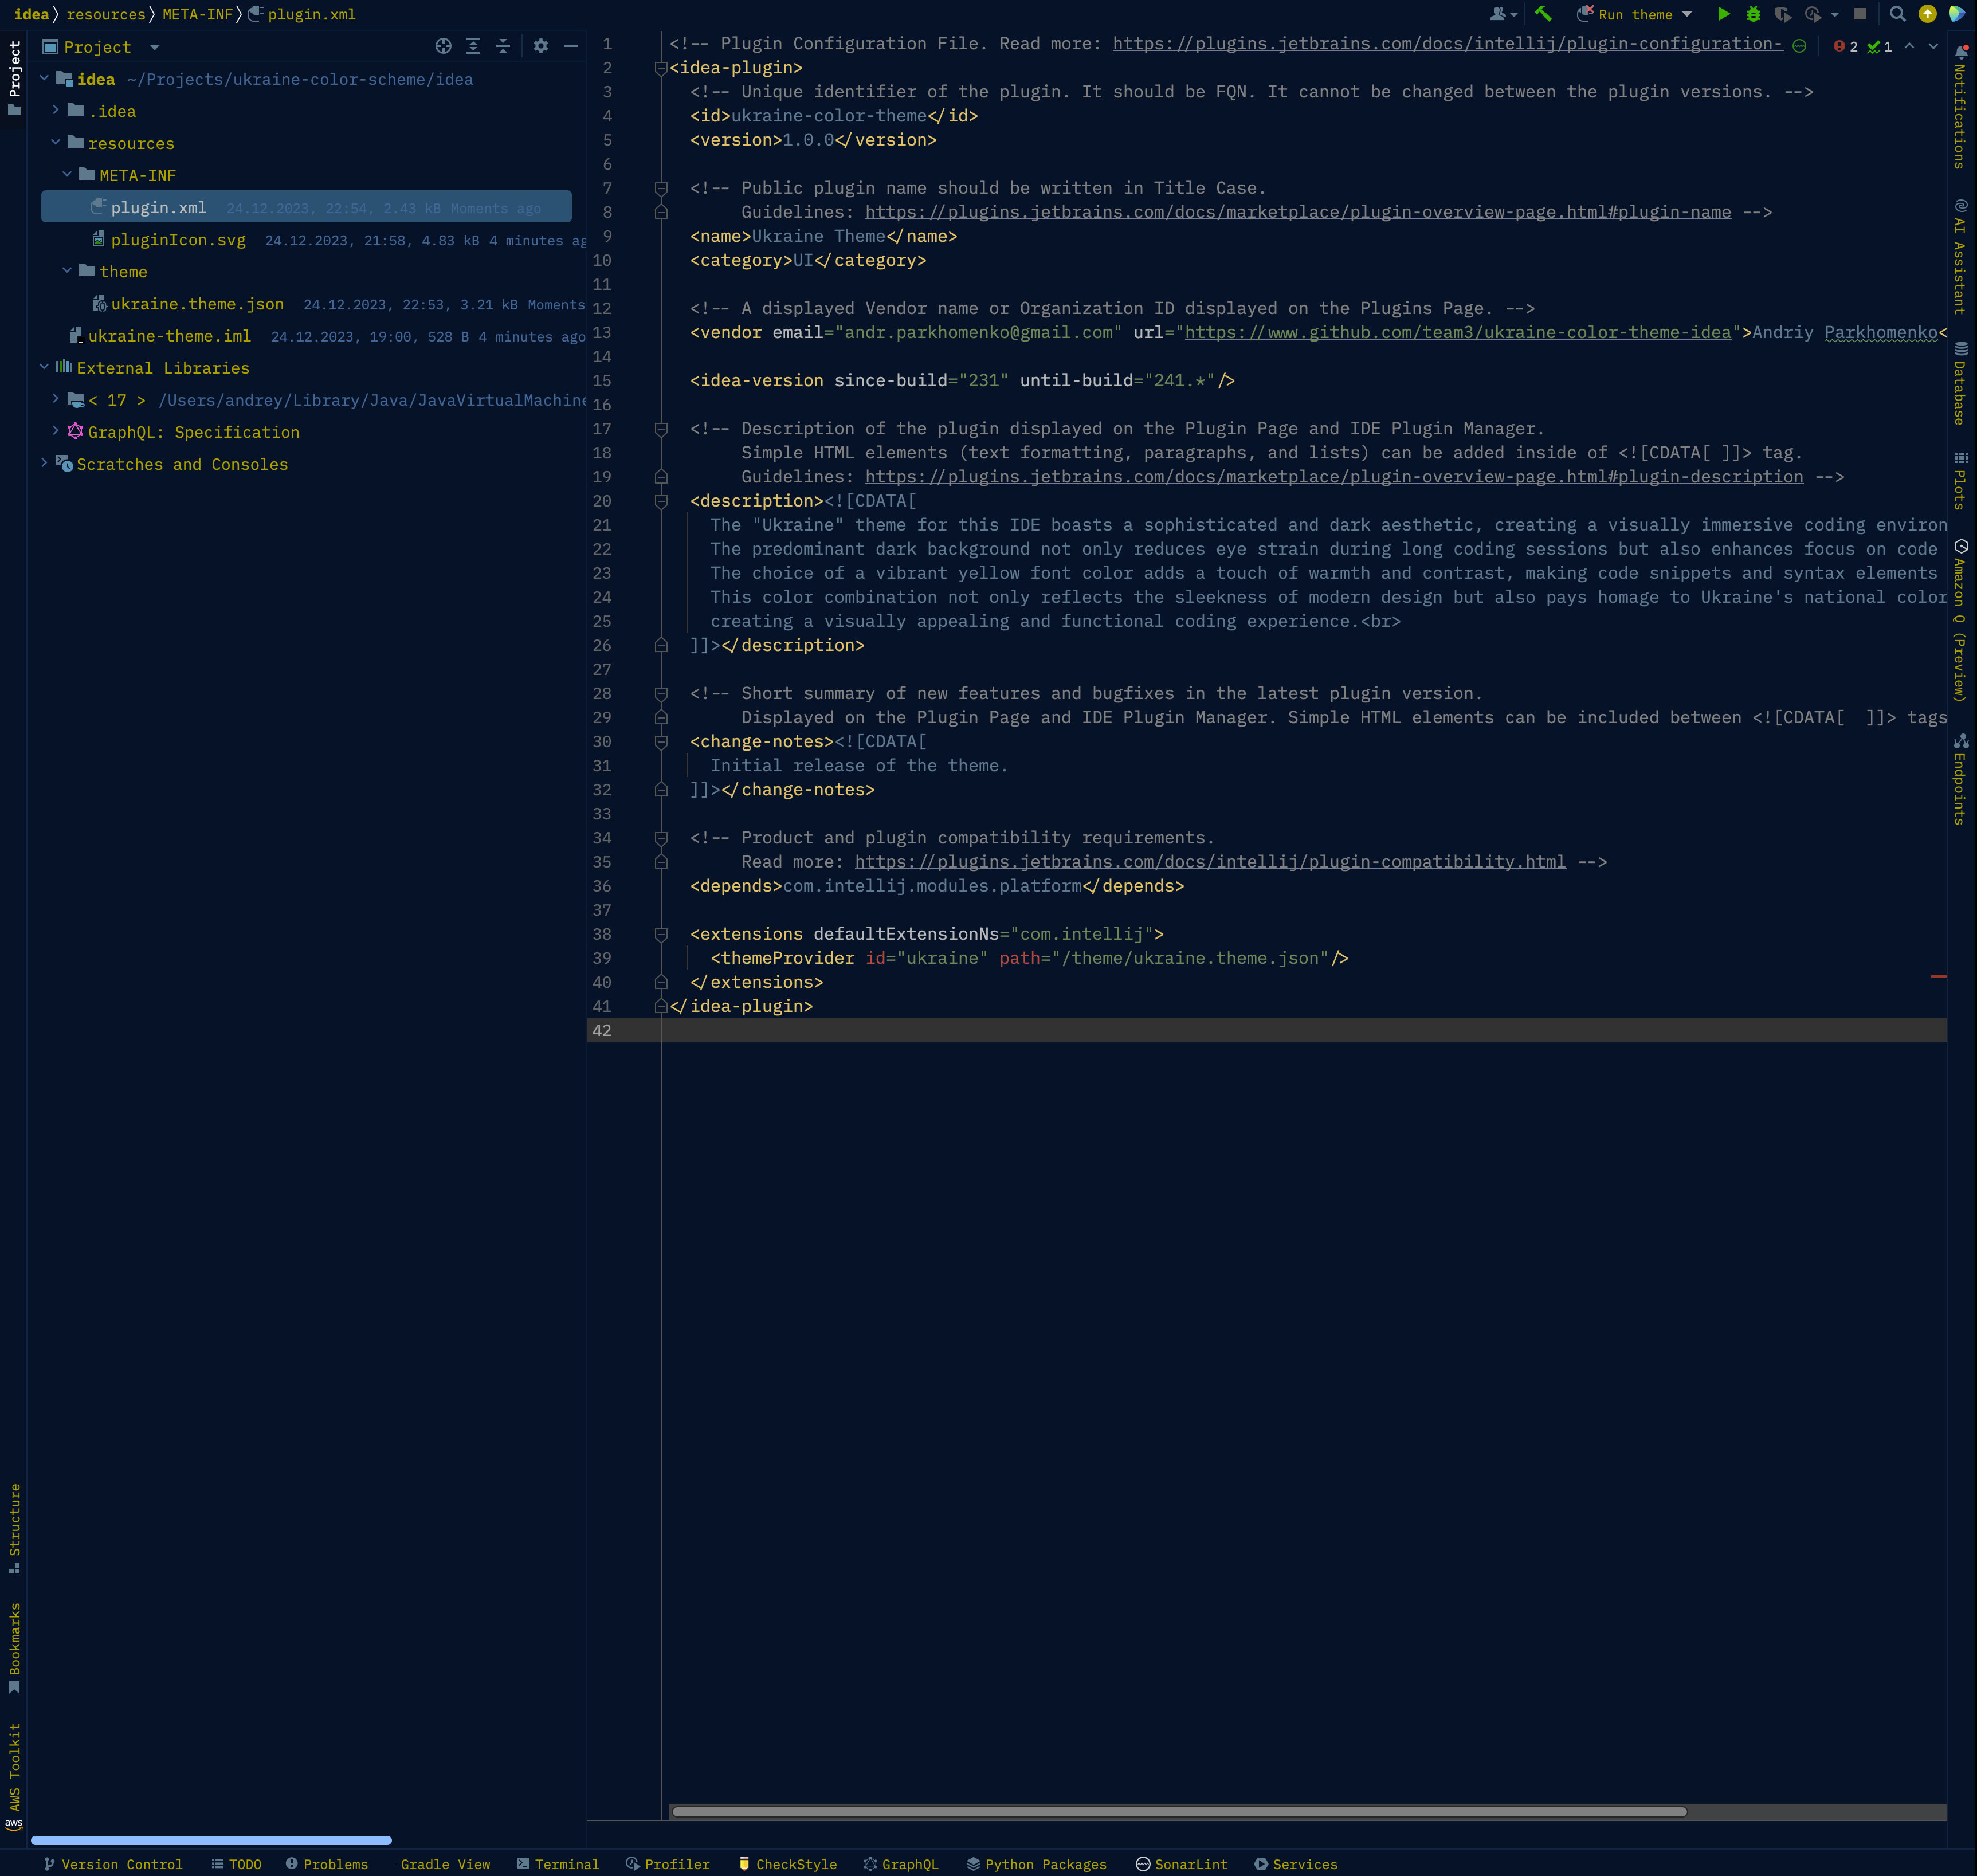 idea 〉 resources 〉 META-INF 〉 plugin.xml
Run theme
Project
idea ~/Projects/ukraine-color-scheme/idea
.idea
resources
META-INF
plugin.xml 24.12.2023, 22:54, 2.43 kB Moments ago
pluginIcon.svg 24.12.2023, 21:58, 4.83 kB 4 minutes ag
theme
ukraine.theme.json 24.12.2023, 22:53, 3.21 kB Moments
ukraine-theme.iml 24.12.2023, 19:00, 528 B 4 minutes ago
External Libraries
< 17 > /Users/andrey/Library/Java/JavaVirtualMachine
GraphQL: Specification
Scratches and Consoles
Project
Structure
Bookmarks
AWS Toolkit
aws
2 1
1 <!-- Plugin Configuration File. Read more: https://plugins.jetbrains.com/docs/intellij/plugin-configuration-
2 <idea-plugin>
3 <!-- Unique identifier of the plugin. It should be FQN. It cannot be changed between the plugin versions. -->
4 <id>ukraine-color-theme</id>
5 <version>1.0.0</version>
6
7 <!-- Public plugin name should be written in Title Case.
8 Guidelines: https://plugins.jetbrains.com/docs/marketplace/plugin-overview-page.html#plugin-name -->
9 <name>Ukraine Theme</name>
10 <category>UI</category>
11
12 <!-- A displayed Vendor name or Organization ID displayed on the Plugins Page. -->
13 <vendor email="andr.parkhomenko@gmail.com" url="https://www.github.com/team3/ukraine-color-theme-idea">Andriy Parkhomenko<
14
15 <idea-version since-build="231" until-build="241.*"/>
16
17 <!-- Description of the plugin displayed on the Plugin Page and IDE Plugin Manager.
18 Simple HTML elements (text formatting, paragraphs, and lists) can be added inside of <![CDATA[ ]]> tag.
19 Guidelines: https://plugins.jetbrains.com/docs/marketplace/plugin-overview-page.html#plugin-description -->
20 <description><![CDATA[
21 The "Ukraine" theme for this IDE boasts a sophisticated and dark aesthetic, creating a visually immersive coding environ
22 The predominant dark background not only reduces eye strain during long coding sessions but also enhances focus on code
23 The choice of a vibrant yellow font color adds a touch of warmth and contrast, making code snippets and syntax elements
24 This color combination not only reflects the sleekness of modern design but also pays homage to Ukraine's national color
25 creating a visually appealing and functional coding experience.<br>
26 ]]></description>
27
28 <!-- Short summary of new features and bugfixes in the latest plugin version.
29 Displayed on the Plugin Page and IDE Plugin Manager. Simple HTML elements can be included between <![CDATA[  ]]> tags
30 <change-notes><![CDATA[
31 Initial release of the theme.
32 ]]></change-notes>
33
34 <!-- Product and plugin compatibility requirements.
35 Read more: https://plugins.jetbrains.com/docs/intellij/plugin-compatibility.html -->
36 <depends>com.intellij.modules.platform</depends>
37
38 <extensions defaultExtensionNs="com.intellij">
39 <themeProvider id="ukraine" path="/theme/ukraine.theme.json"/>
40 </extensions>
41 </idea-plugin>
42
Notifications
AI Assistant
Database
Plots
Amazon Q (Preview)
Endpoints
Version Control TODO Problems Gradle View Terminal Profiler CheckStyle GraphQL Python Packages SonarLint Services